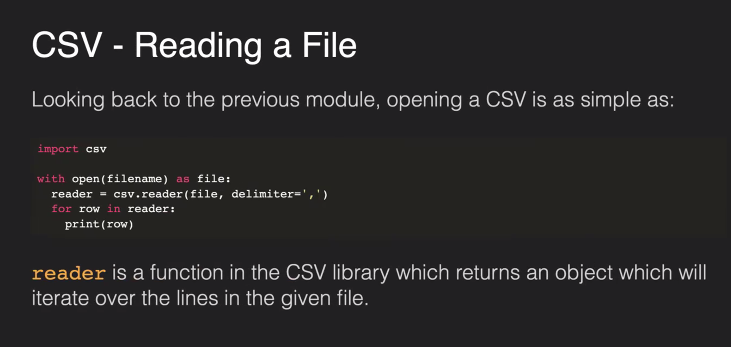 CSV - Reading a File
Looking back to the previous module, opening a CSV is as simple as:
import csv
with open(filename) as file:
  reader = csv.reader(file, delimiter=',')
  for row in reader:
    print(row)
reader is a function in the CSV library which returns an object which will
iterate over the lines in the given file.